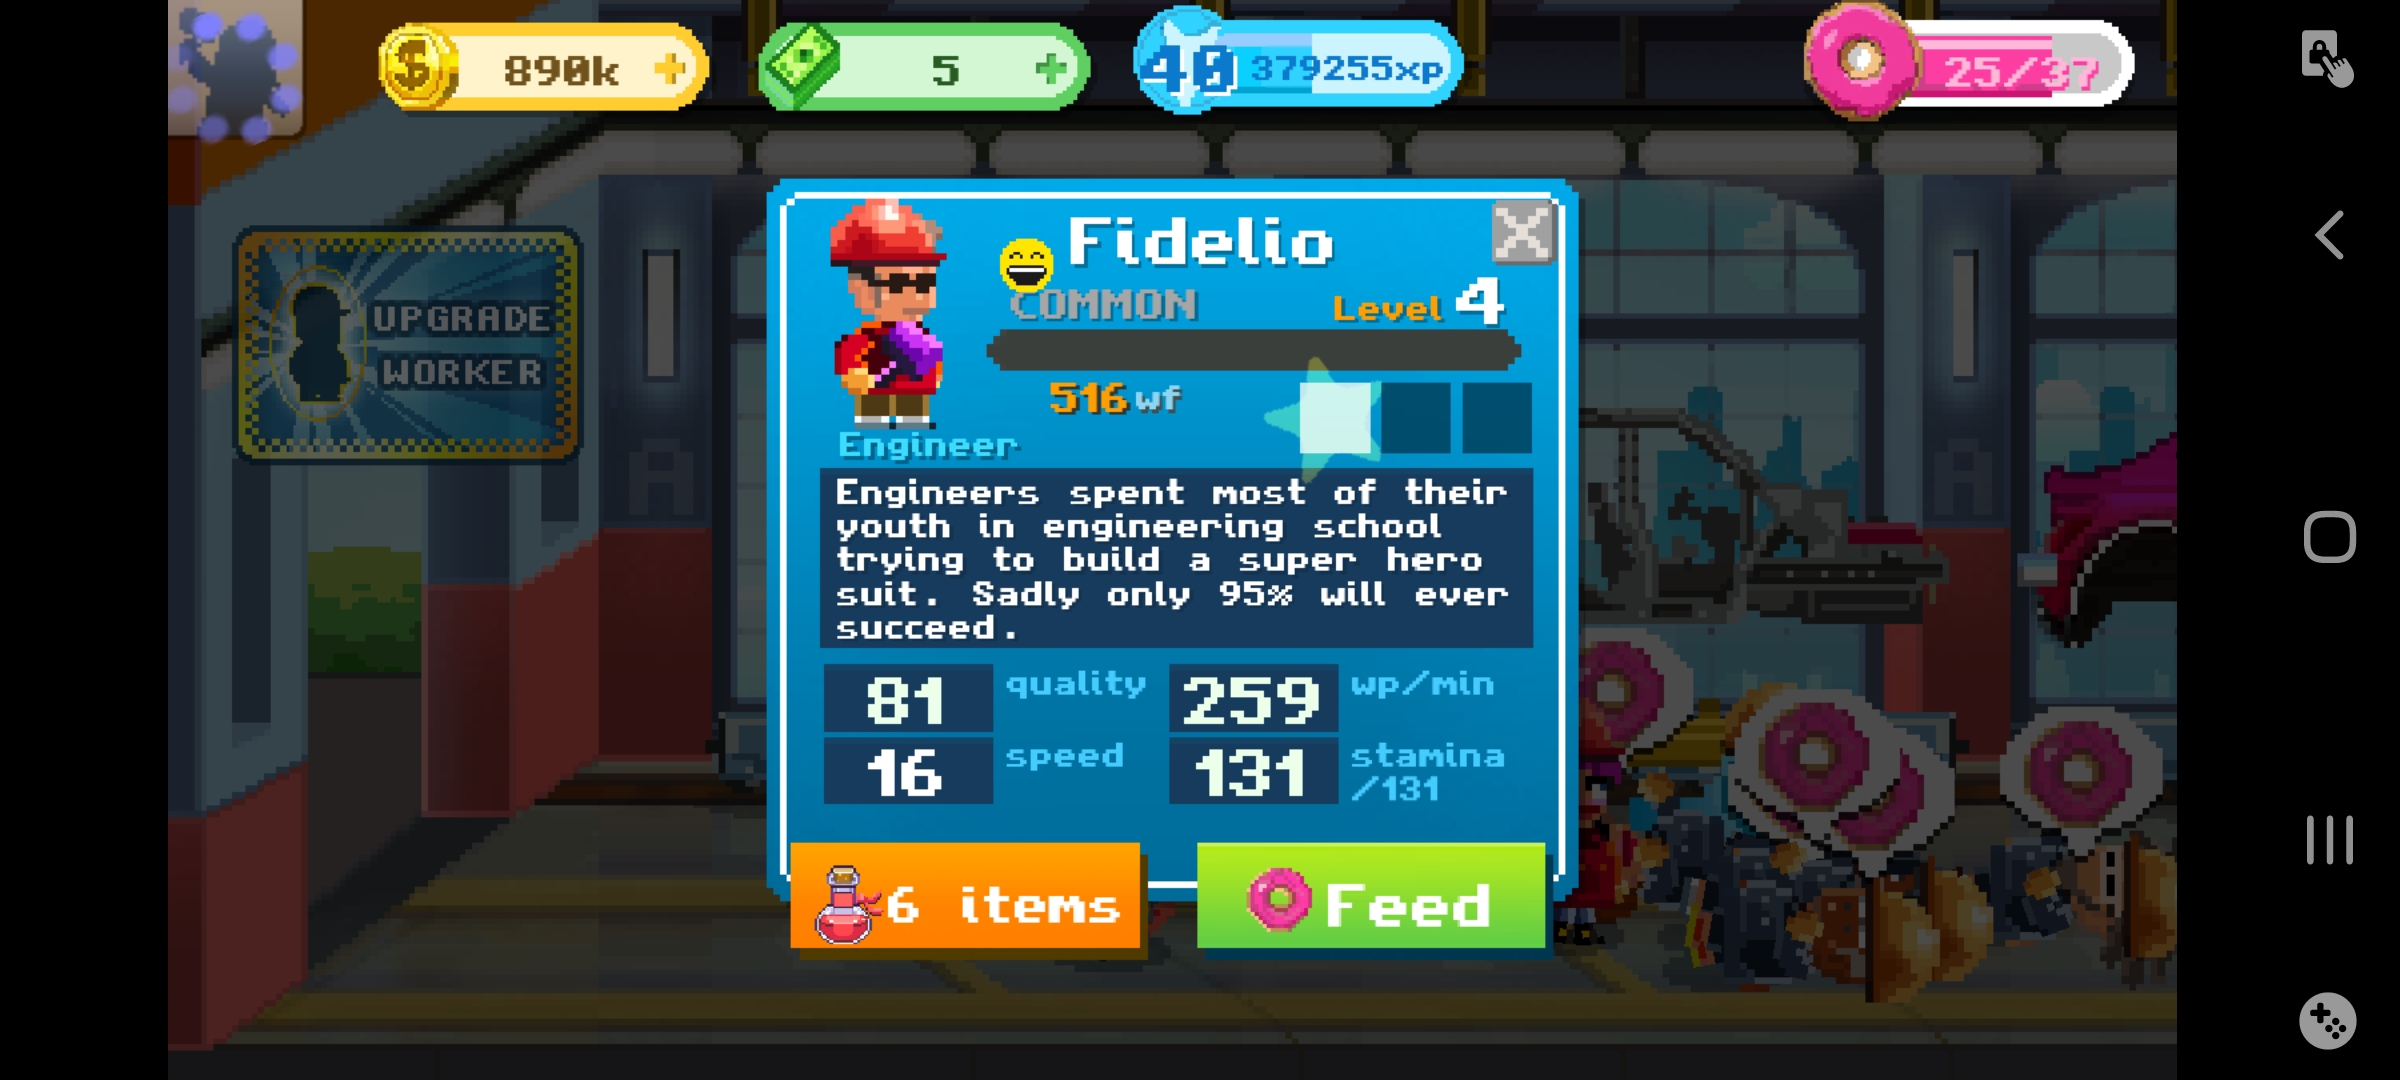 890k
5
40
379255xp
25/37
UPGRADE
WORKER
Fidelio
COMMON
Level 4
516 wf
Engineer
Engineers spent most of their
youth in engineering school
trying to build a super hero
suit. Sadly only 95% will ever
succeed.
81 quality
259 wp/min
16 speed
131 stamina
/131
6 items
Feed